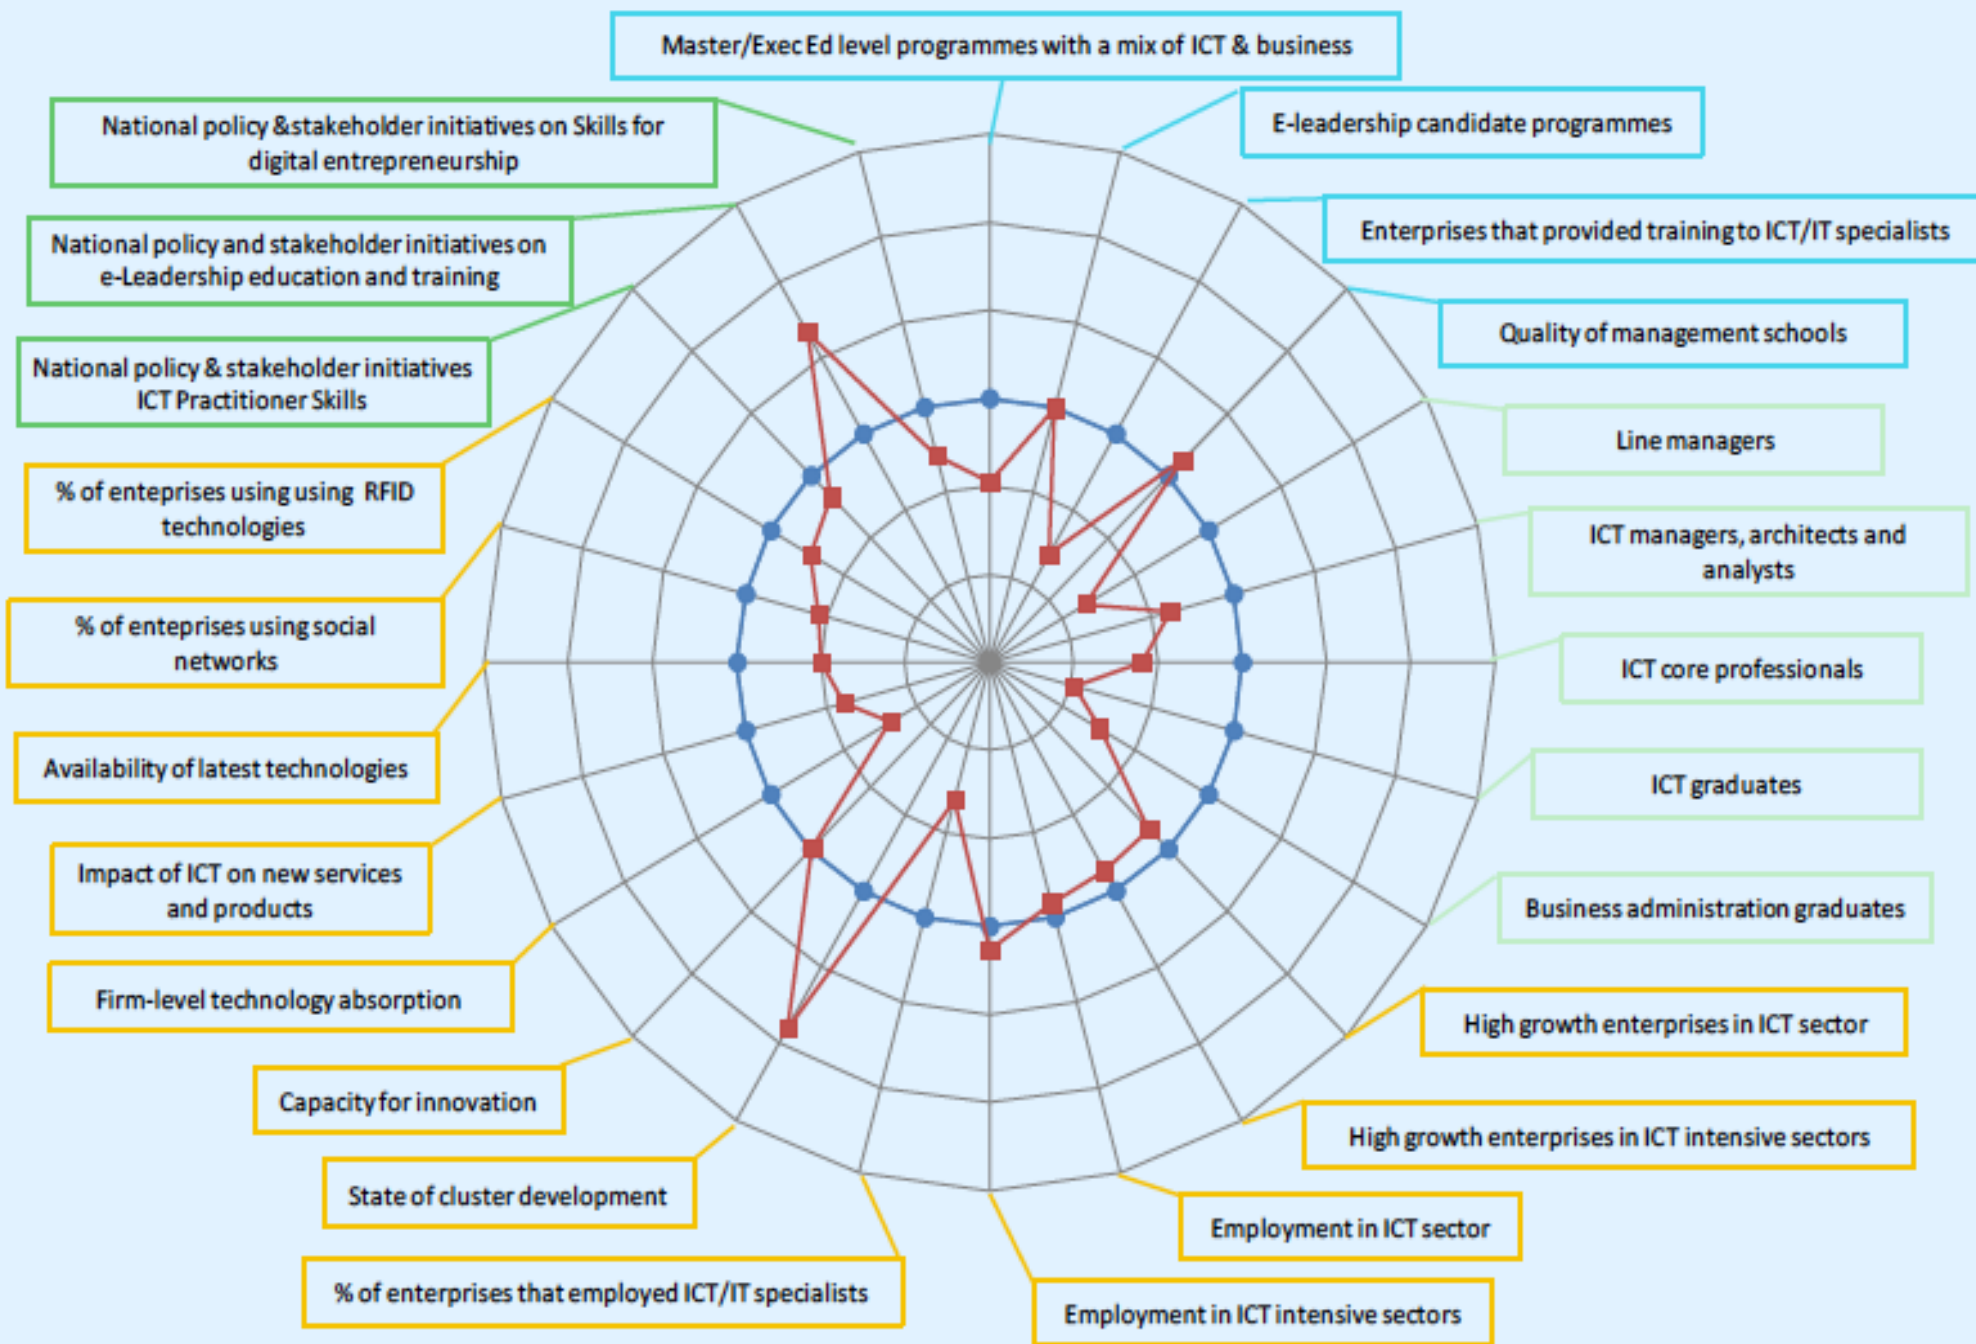 Master/Exec Ed level programmes with a mix of ICT & business
E-leadership candidate programmes
Enterprises that provided training to ICT/IT specialists
Quality of management schools
Line managers
ICT managers, architects and
analysts
ICT core professionals
ICT graduates
Business administration graduates
High growth enterprises in ICT sector
High growth enterprises in ICT intensive sectors
Employment in ICT sector
Employment in ICT intensive sectors
% of enterprises that employed ICT/IT specialists
State of cluster development
Capacity for innovation
Firm-level technology absorption
Impact of ICT on new services
and products
Availability of latest technologies
% of enteprises using social
networks
% of enteprises using using RFID
technologies
National policy & stakeholder initiatives
ICT Practitioner Skills
National policy and stakeholder initiatives on
e-Leadership education and training
National policy &stakeholder initiatives on Skills for
digital entrepreneurship